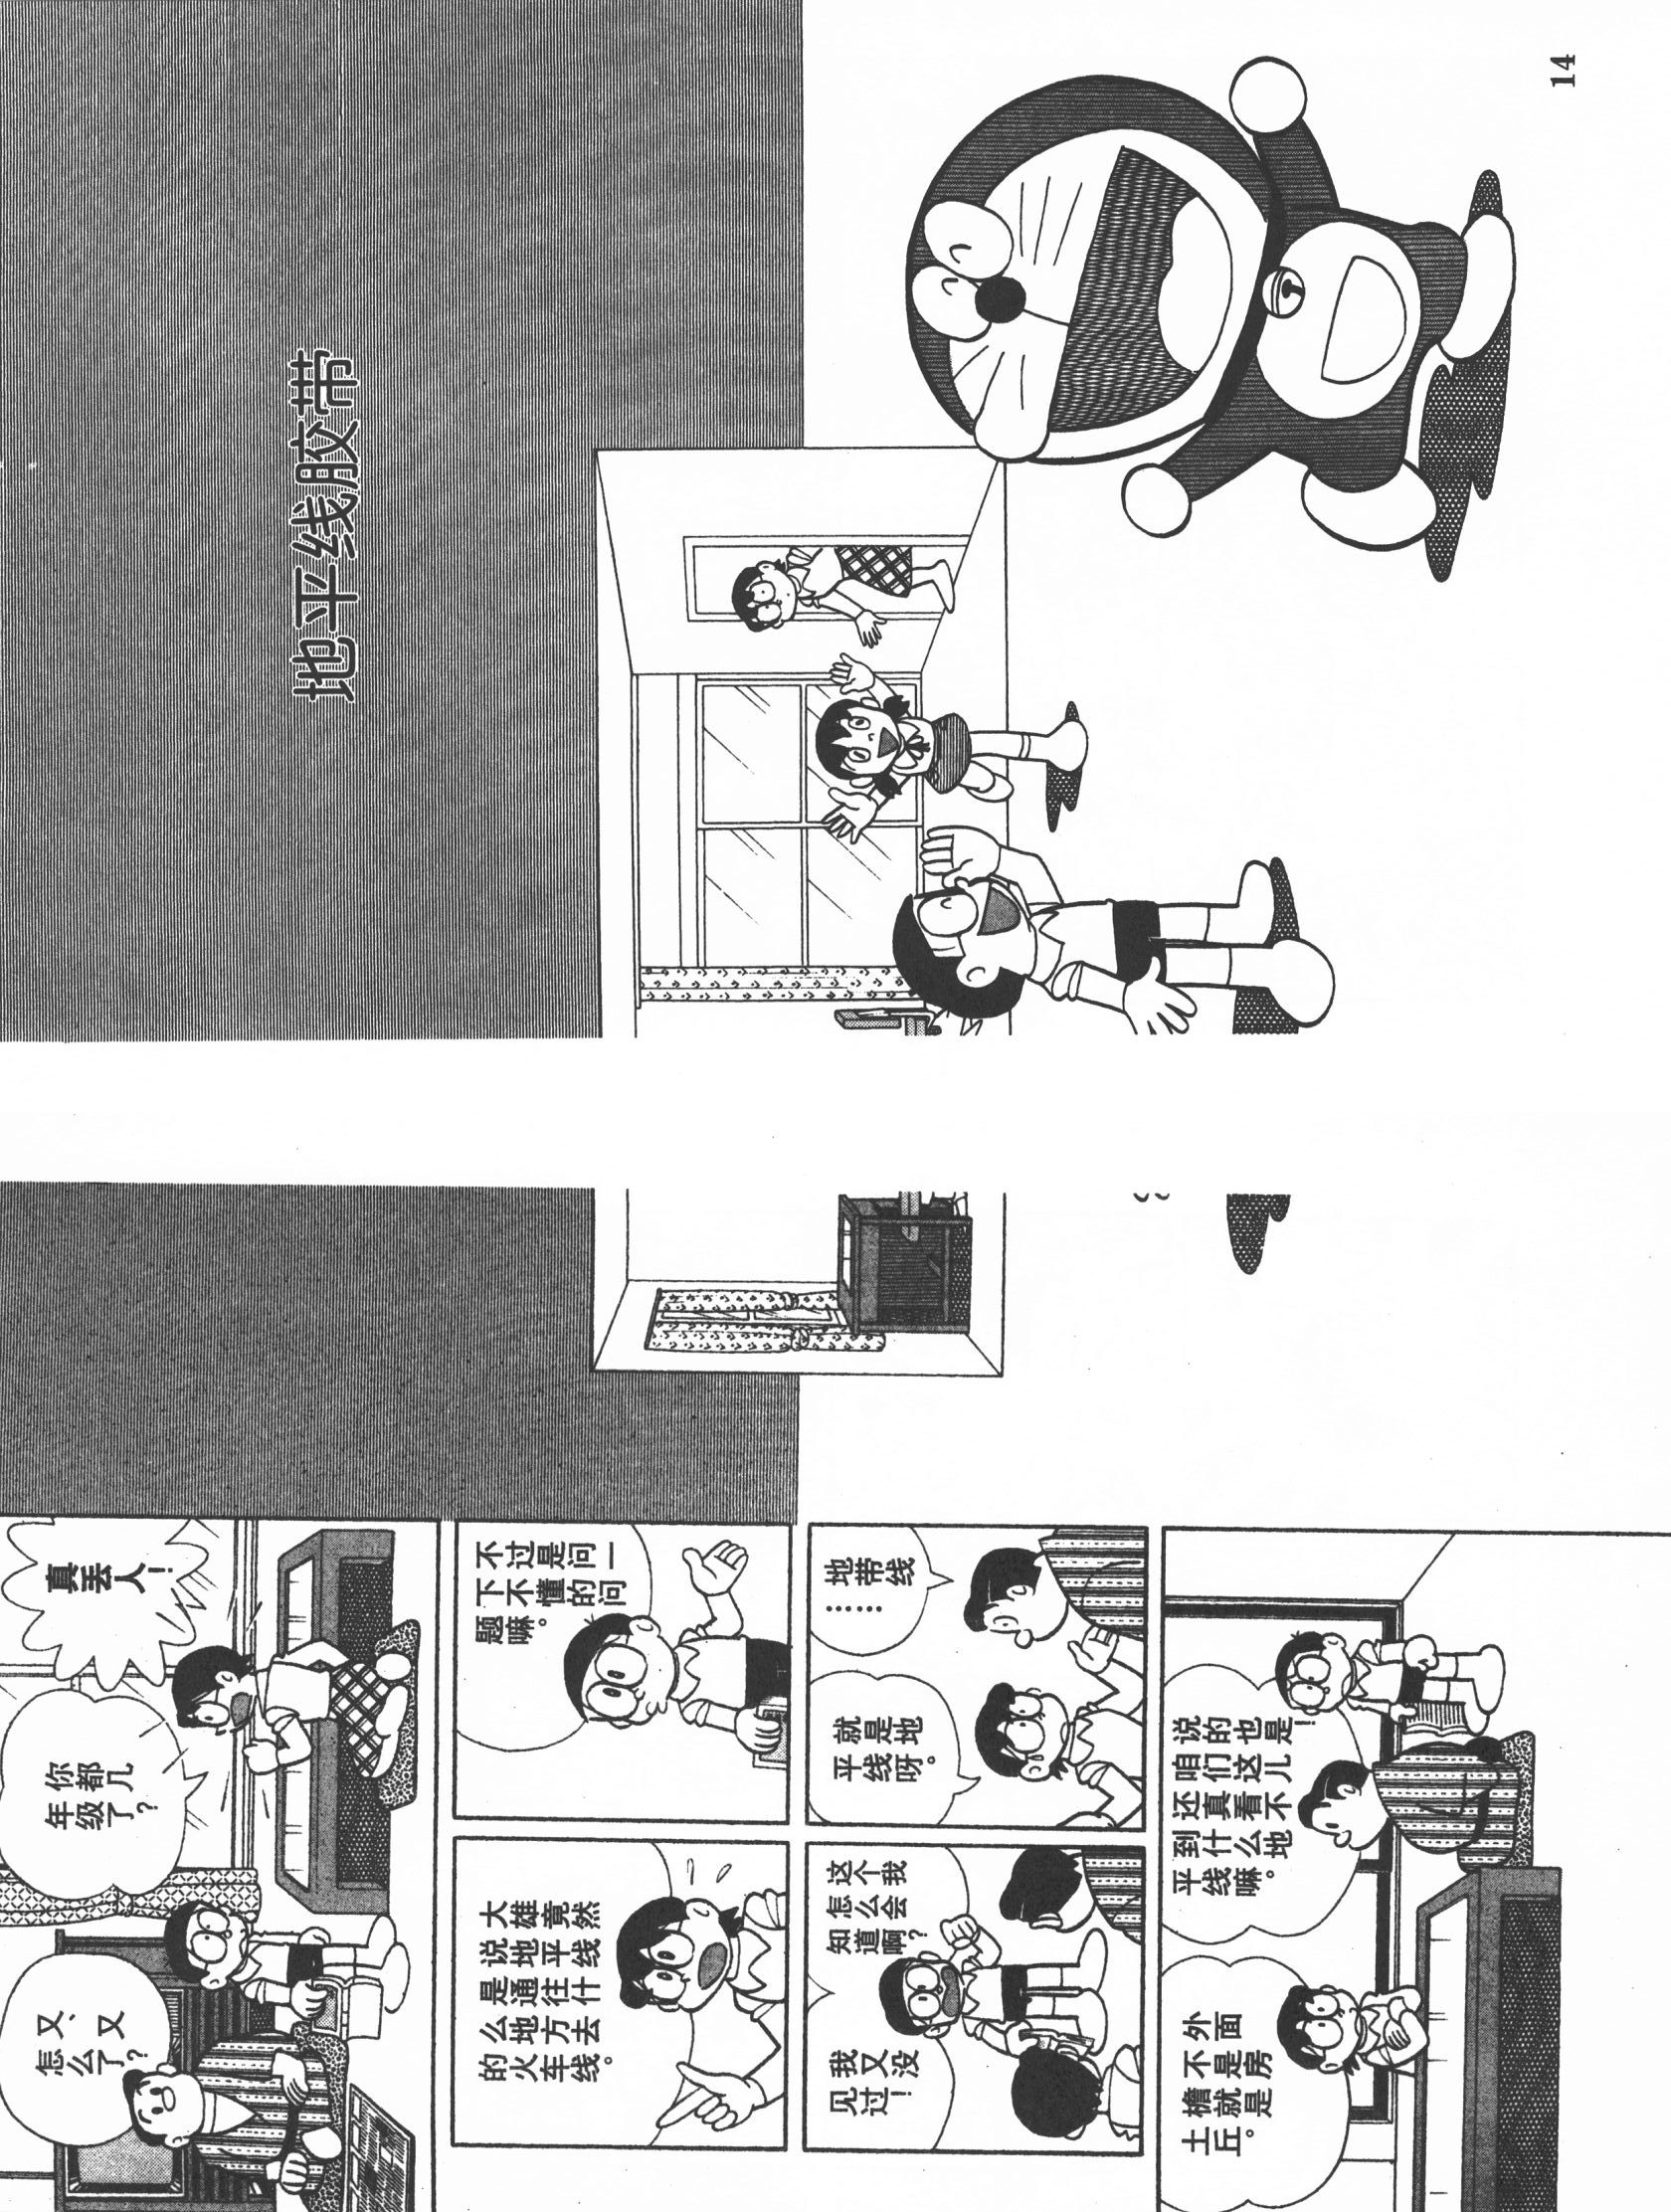 地平线胶带
14
真丢人!
你都几
年级了?
又、又
怎么了?
不过是问一
下不懂的问
题嘛。
大雄竟然
说地平线
是通往什
么地方去
的火车线。
地带线
……
就是地
平线呀。
这个我
怎么会
知道啊?
我又没
见过!
说的也是!
咱们这儿
还真看不
到什么地
平线嘛。
外面
不是房
檐就是
土丘。